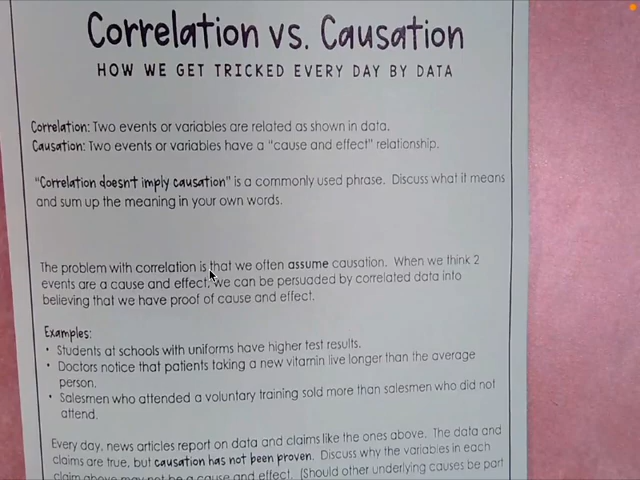 Correlation vs. Causation
HOW WE GET TRICKED EVERY DAY BY DATA
Correlation: Two events or variables are related as shown in data.
Causation: Two events or variables have a "cause and effect" relationship.
"Correlation doesnt imply causation" is a commonly used phrase. Discuss what it means
and sum up the meaning in your own words.
The problem with correlation is that we often assume causation. When we think 2
events are a cause and effect, we can be persuaded by correlated data into
believing that we have proof of cause and effect.
Examples:
• Students at schools with uniforms have higher test results.
• Doctors notice that patients taking a new vitamin live longer than the average
person.
• Salesmen who attended a voluntary training sold more than salesmen who did not
attend.
Every day, news articles report on data and claims like the ones above. The data and
claims are true, but causation has not been proven. Discuss why the variables in each
claim above may not be a cause and effect. (Should other underlying causes be part